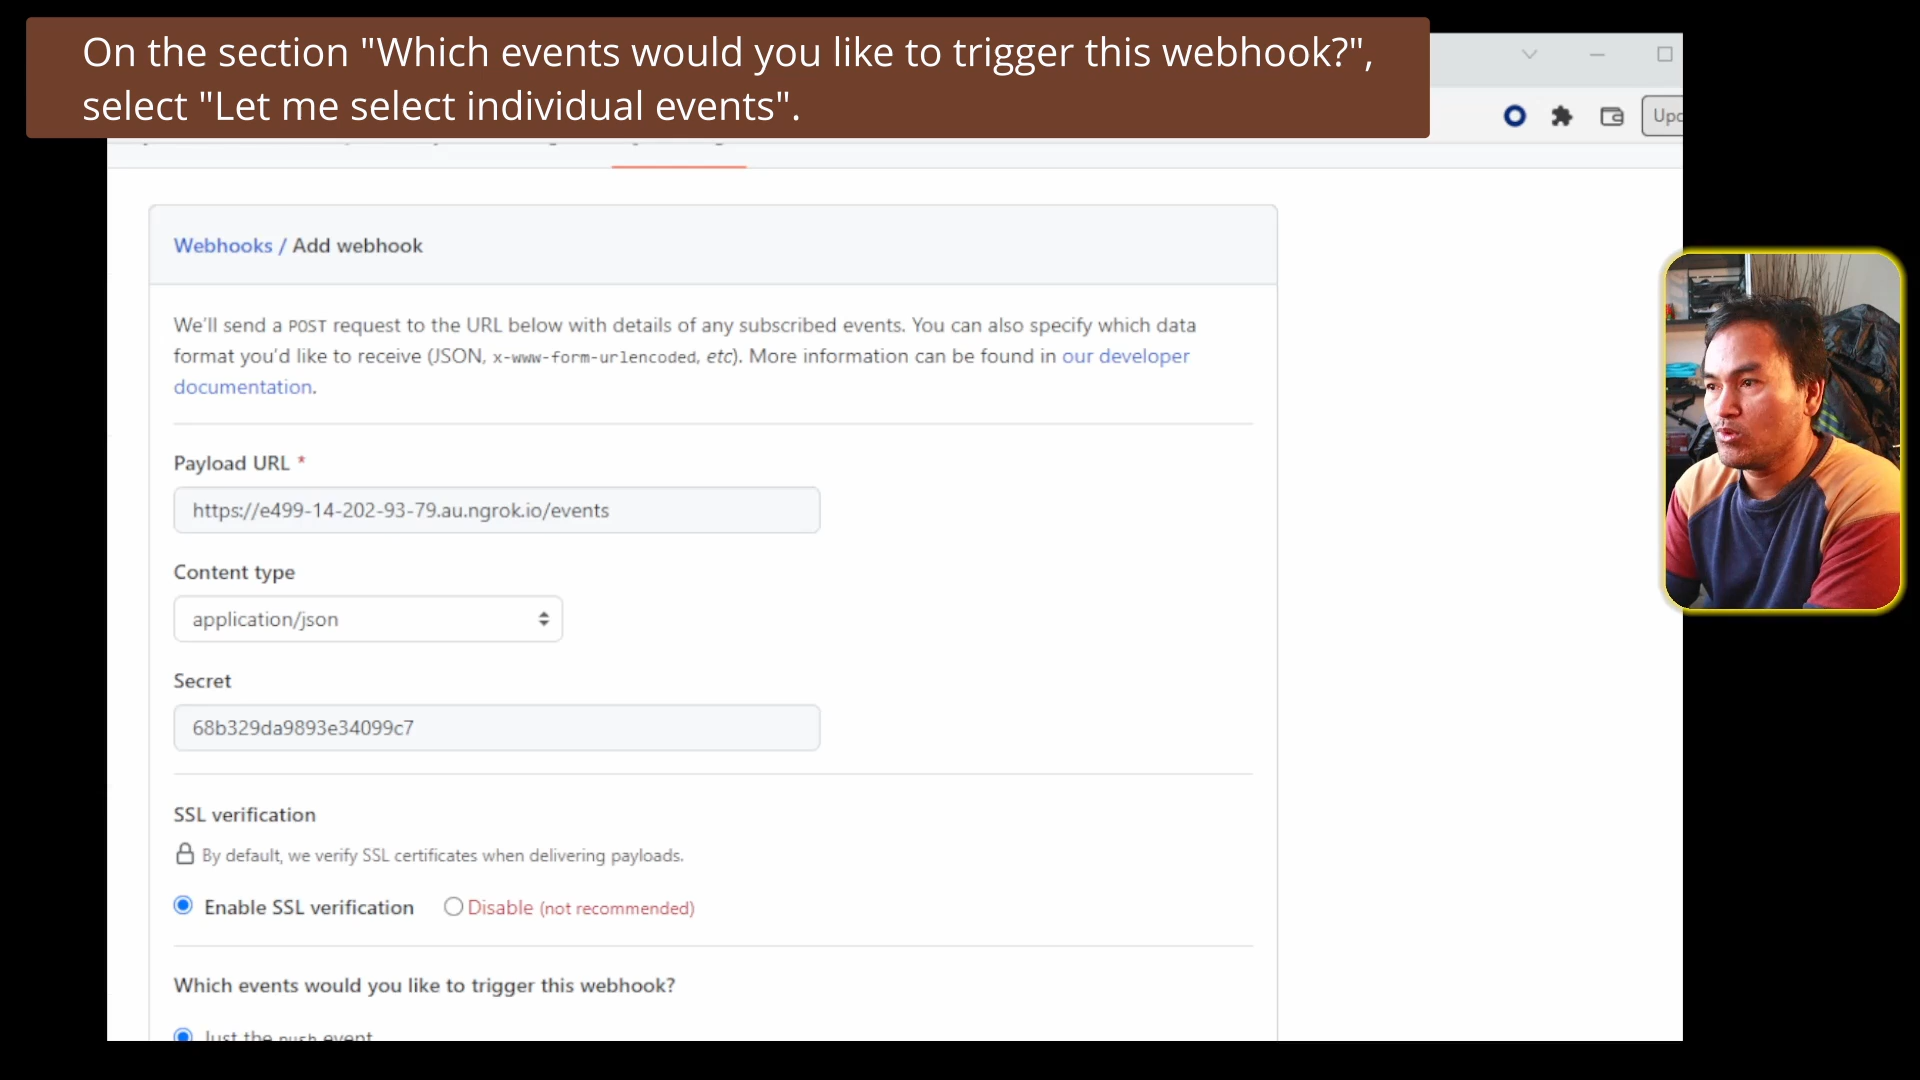 On the section "Which events would you like to trigger this webhook?",
select "Let me select individual events".
Webhooks / Add webhook
We'll send a POST request to the URL below with details of any subscribed events. You can also specify which data
format you'd like to receive (JSON, x-www-form-urlencoded, etc). More information can be found in our developer
documentation.
Payload URL *
https://e499-14-202-93-79.au.ngrok.io/events
Content type
application/json
Secret
68b329da9893e34099c7
SSL verification
By default, we verify SSL certificates when delivering payloads.
Enable SSL verification Disable (not recommended)
Which events would you like to trigger this webhook?
Just the push event